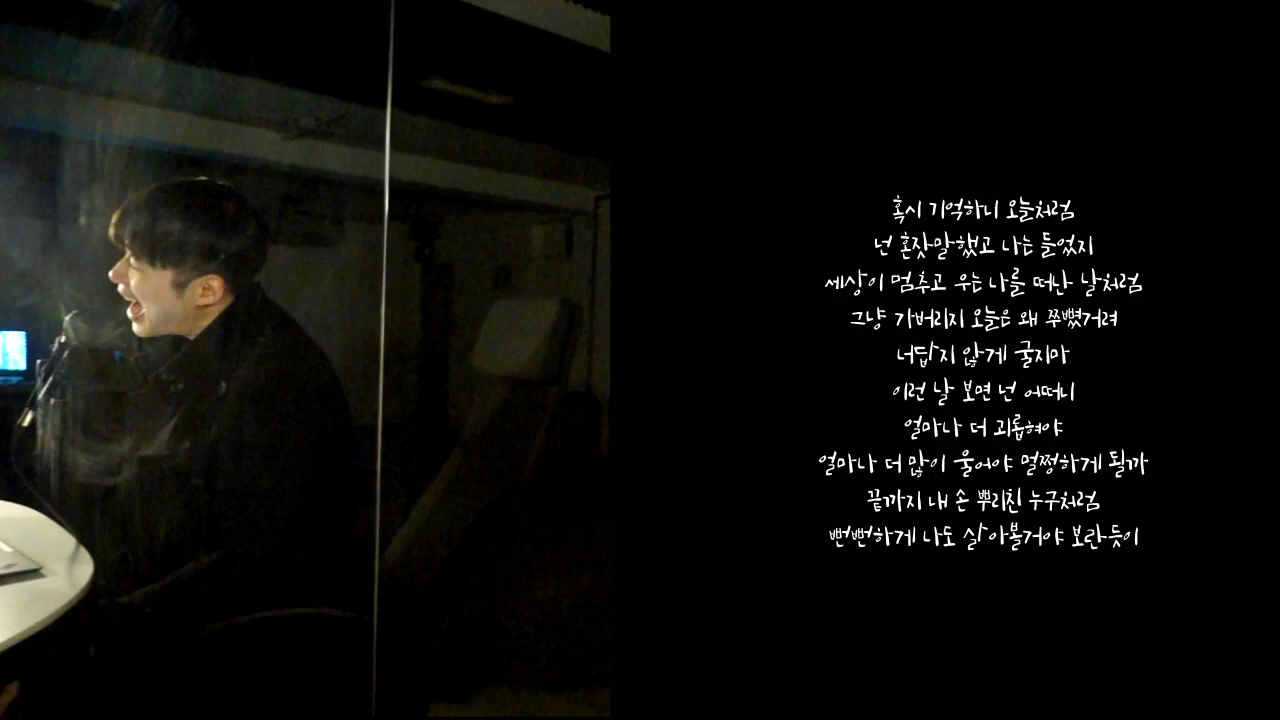 혹시 기억하니 오늘처럼
넌 혼잣말했고 나는 들었지
세상이 멈추고 우는 나를 떠난 날처럼
그냥 가버리지 오늘은 왜 쭈뼜거려
너답지 않게 굴지마
이런 날 보면 넌 어떠니
얼마나 더 괴롭혀야
얼마나 더 많이 울어야 멀쩡하게 될까
끝까지 내 손 뿌리친 누구처럼
뻔뻔하게 나도 살아볼거야 보란듯이